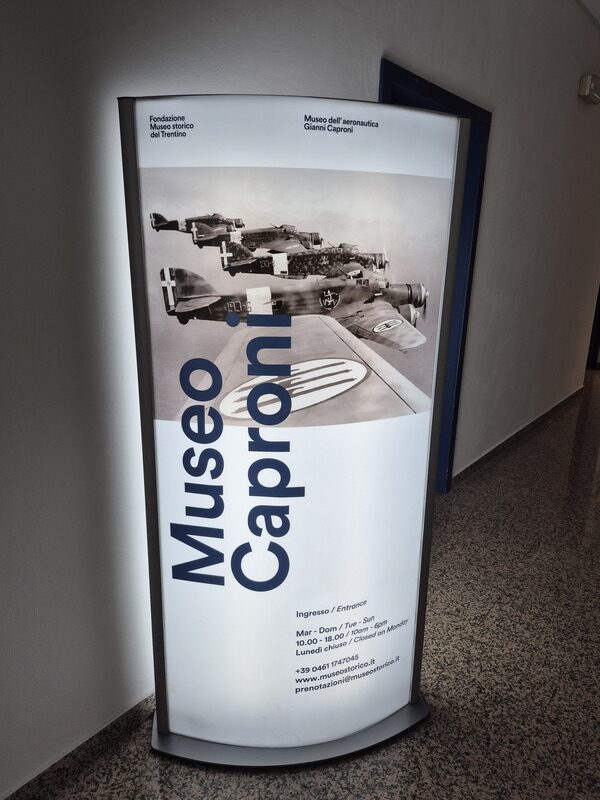 Fondazione
Museo storico
del Trentino
Museo dell'aeronautica
Gianni Caproni
Museo
Caproni
Ingresso / Entrance
Mar - Dom / Tue - Sun
10.00 - 18.00 / 10am - 6pm
Lunedì chiuso / Closed on Monday
+39 0461 1747045
www.museostorico.it
prenotazioni@museostorico.it